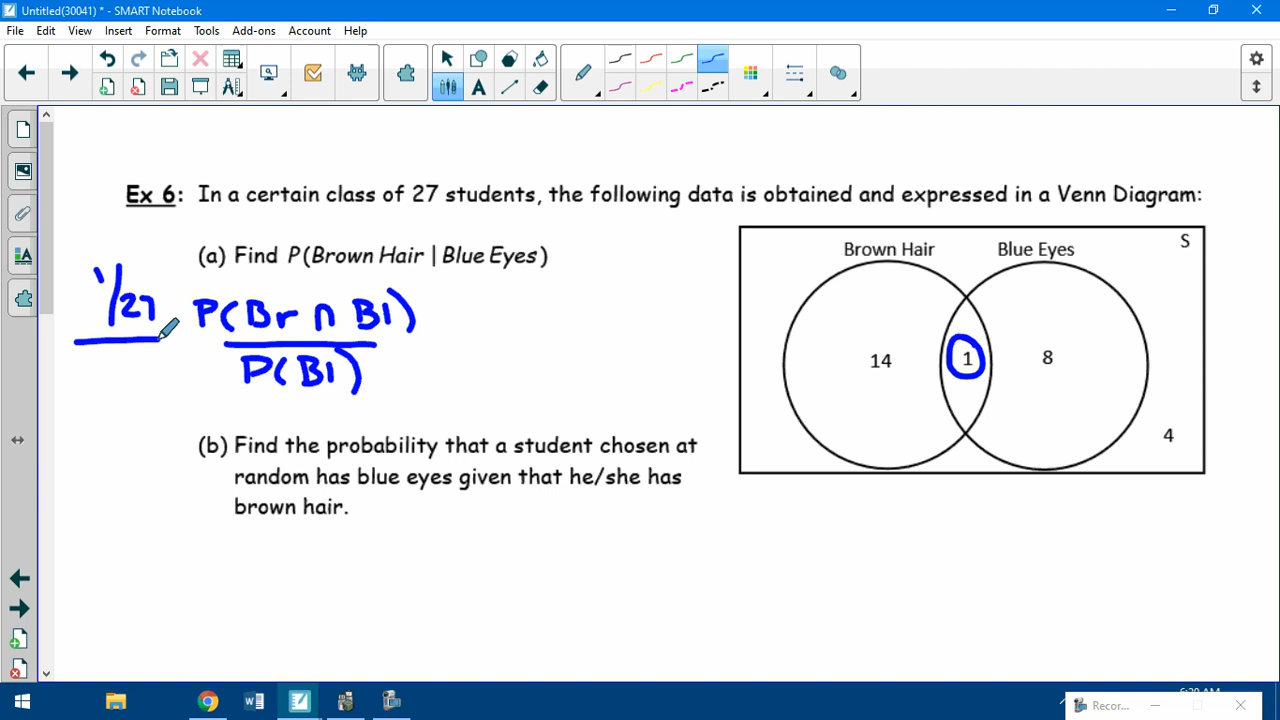 Untitled(30041) * - SMART Notebook
File Edit View Insert Format Tools Add-ons Account Help
Ex 6: In a certain class of 27 students, the following data is obtained and expressed in a Venn Diagram:
(a) Find P(Brown Hair | Blue Eyes)
Brown Hair Blue Eyes S
1/27 P(Br ∩ Bl)
P(Bl)
14 1 8
4
(b) Find the probability that a student chosen at
random has blue eyes given that he/she has
brown hair.
Recor...